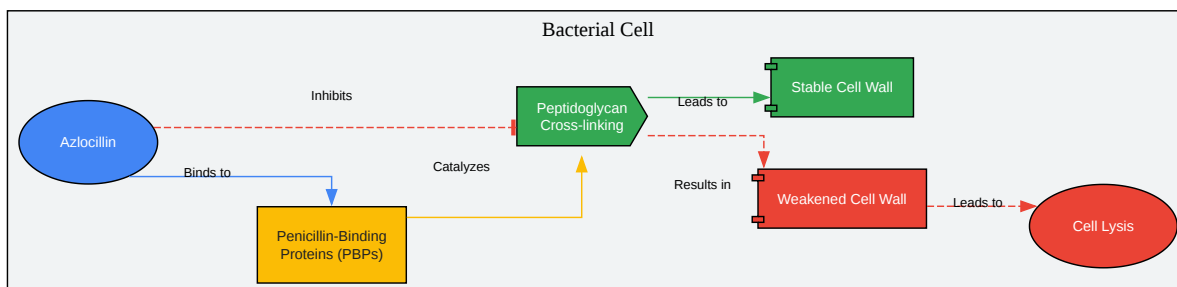 Bacterial Cell
Inhibits
Azlocillin
Binds to
Penicillin-Binding
Proteins (PBPs)
Catalyzes
Peptidoglycan
Cross-linking
Leads to
Stable Cell Wall
Results in
Weakened Cell Wall
Leads to
Cell Lysis